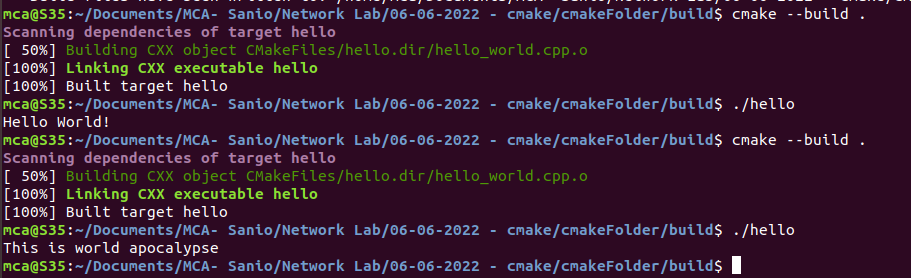 mca@S35:~/Documents/MCA- Sanio/Network Lab/06-06-2022 - cmake/cmakeFolder/build$ cmake --build .
Scanning dependencies of target hello
[ 50%] Building CXX object CMakeFiles/hello.dir/hello_world.cpp.o
[100%] Linking CXX executable hello
[100%] Built target hello
mca@S35:~/Documents/MCA- Sanio/Network Lab/06-06-2022 - cmake/cmakeFolder/build$ ./hello
Hello World!
mca@S35:~/Documents/MCA- Sanio/Network Lab/06-06-2022 - cmake/cmakeFolder/build$ cmake --build .
Scanning dependencies of target hello
[ 50%] Building CXX object CMakeFiles/hello.dir/hello_world.cpp.o
[100%] Linking CXX executable hello
[100%] Built target hello
mca@S35:~/Documents/MCA- Sanio/Network Lab/06-06-2022 - cmake/cmakeFolder/build$ ./hello
This is world apocalypse
mca@S35:~/Documents/MCA- Sanio/Network Lab/06-06-2022 - cmake/cmakeFolder/build$